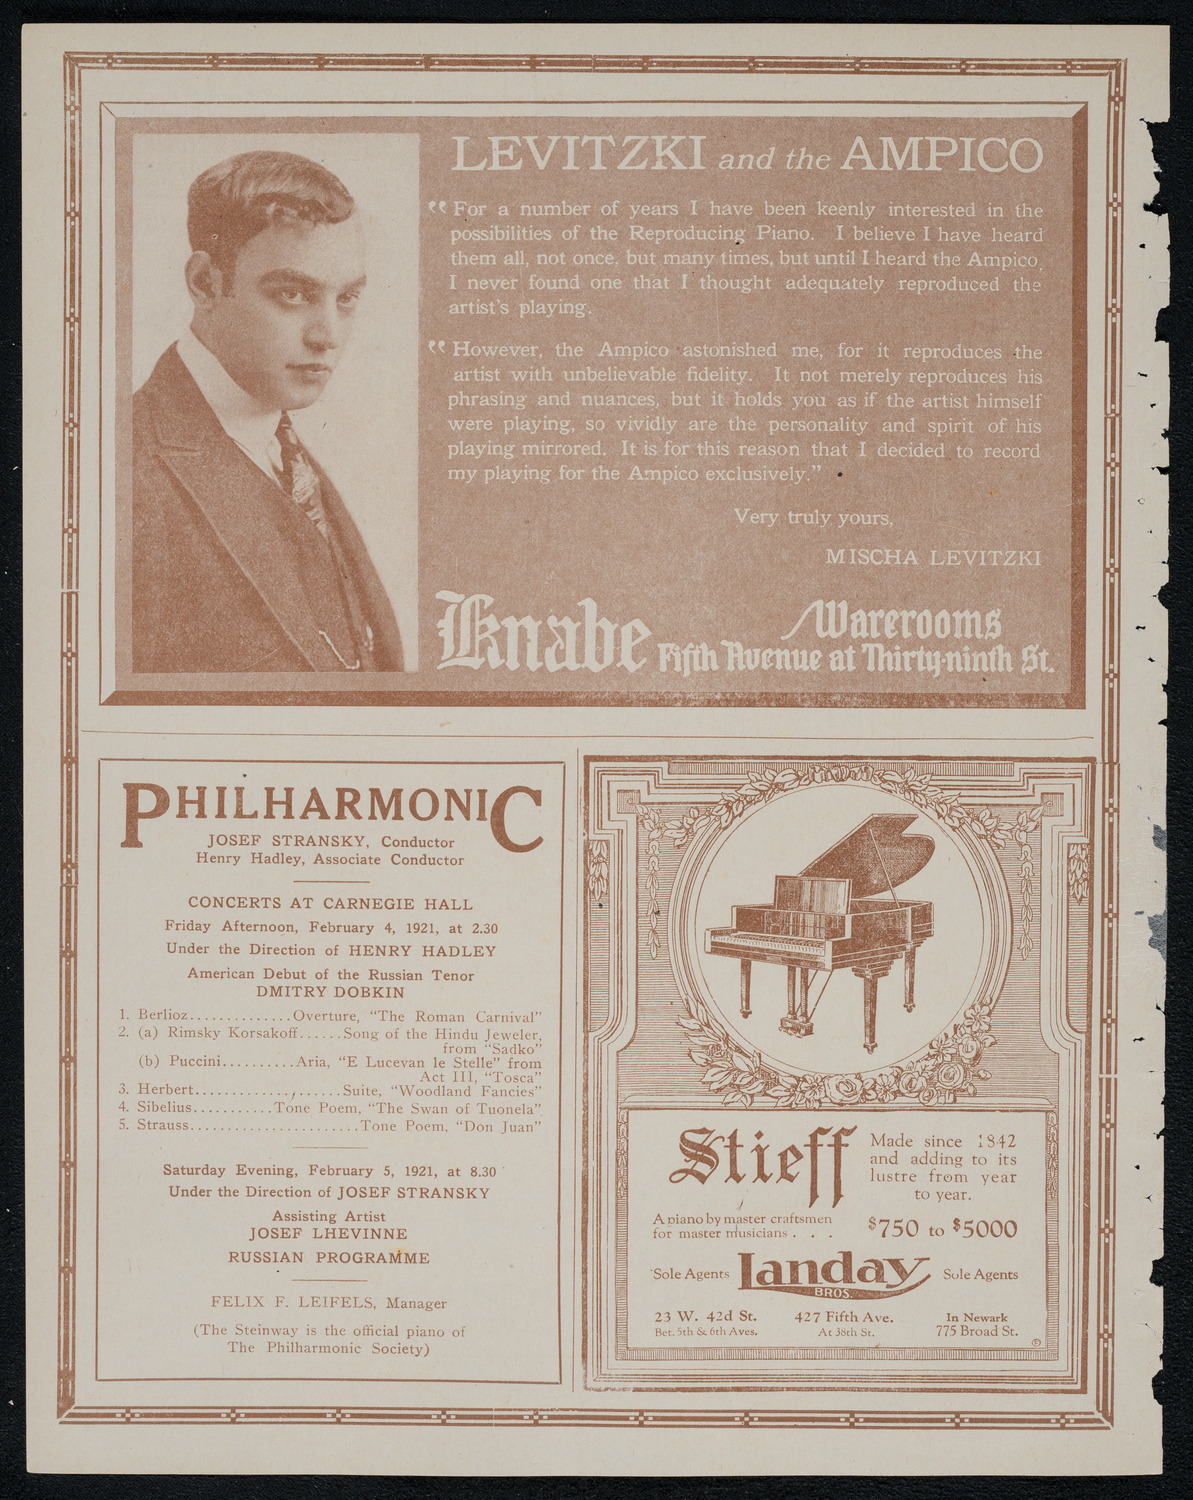 LEVITZKI and the AMPICO
“ For a number of years I have been keenly interested in the
possibilities of the Reproducing Piano. I believe I have heard
them all, not once, but many times, but until I heard the Ampico,
I never found one that I thought adequately reproduced the
artist's playing.
“ However, the Ampico astonished me, for it reproduces the
artist with unbelievable fidelity. It not merely reproduces his
phrasing and nuances, but it holds you as if the artist himself
were playing, so vividly are the personality and spirit of his
playing mirrored. It is for this reason that I decided to record
my playing for the Ampico exclusively.”
Very truly yours,
MISCHA LEVITZKI
Knabe Warerooms
Fifth Avenue at Thirty-ninth St.
PHILHARMONIC
JOSEF STRANSKY, Conductor
Henry Hadley, Associate Conductor
CONCERTS AT CARNEGIE HALL
Friday Afternoon, February 4, 1921, at 2.30
Under the Direction of HENRY HADLEY
American Debut of the Russian Tenor
DMITRY DOBKIN
1. Berlioz..............Overture, “The Roman Carnival”
2. (a) Rimsky Korsakoff......Song of the Hindu Jeweler,
from “Sadko”
(b) Puccini..........Aria, “E Lucevan le Stelle” from
Act III, “Tosca”
3. Herbert....................Suite, “Woodland Fancies”
4. Sibelius...........Tone Poem, “The Swan of Tuonela”
5. Strauss.......................Tone Poem, “Don Juan”
Saturday Evening, February 5, 1921, at 8.30
Under the Direction of JOSEF STRANSKY
Assisting Artist
JOSEF LHEVINNE
RUSSIAN PROGRAMME
FELIX F. LEIFELS, Manager
(The Steinway is the official piano of
The Philharmonic Society)
Stieff
Made since 1842
and adding to its
lustre from year
to year.
A piano by master craftsmen
for master musicians . . .
$750 to $5000
Sole Agents Landay Sole Agents
BROS.
23 W. 42d St. 427 Fifth Ave. In Newark
Bet. 5th & 6th Aves. At 38th St. 775 Broad St.